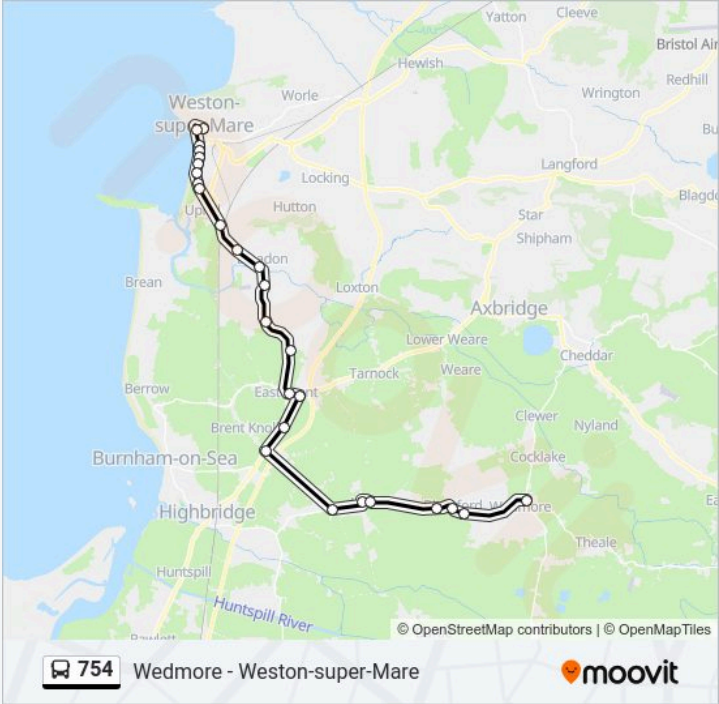 Yatton
Cleeve
Bristol Air
Hewish
Redhill
Weston-
super-Mare
Worle
Wrington
Langford
Locking
Blagd
Hutton
Star
Shipham
Brean
Loxton
Axbridge
Lower Weare
Cheddar
Tarnock
Weare
Berrow
Clewer
Nyland
Brent Knoll
Burnham-on-Sea
Cocklake
Highbridge
Theale
Huntspill
Huntspill River
© OpenStreetMap contributors | © OpenMapTiles
754
Wedmore - Weston-super-Mare
moovit